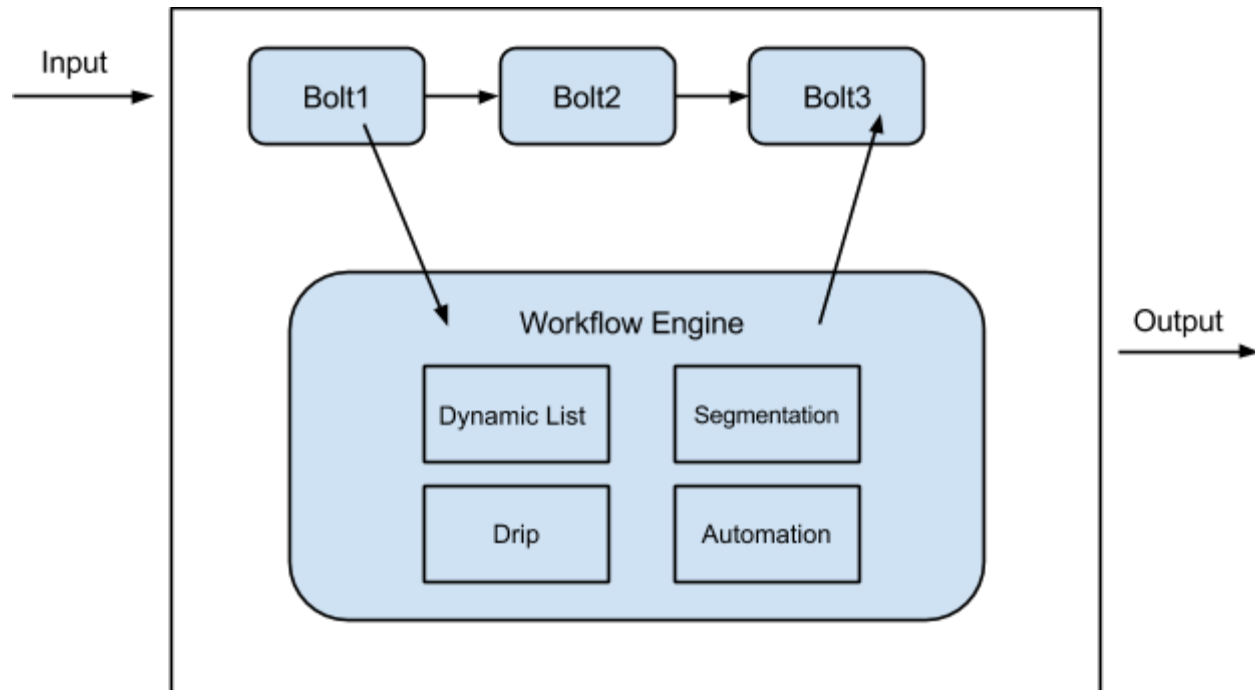 Input
Bolt1
Bolt2
Bolt3
Workflow Engine
Output
Dynamic List
Segmentation
Drip
Automation